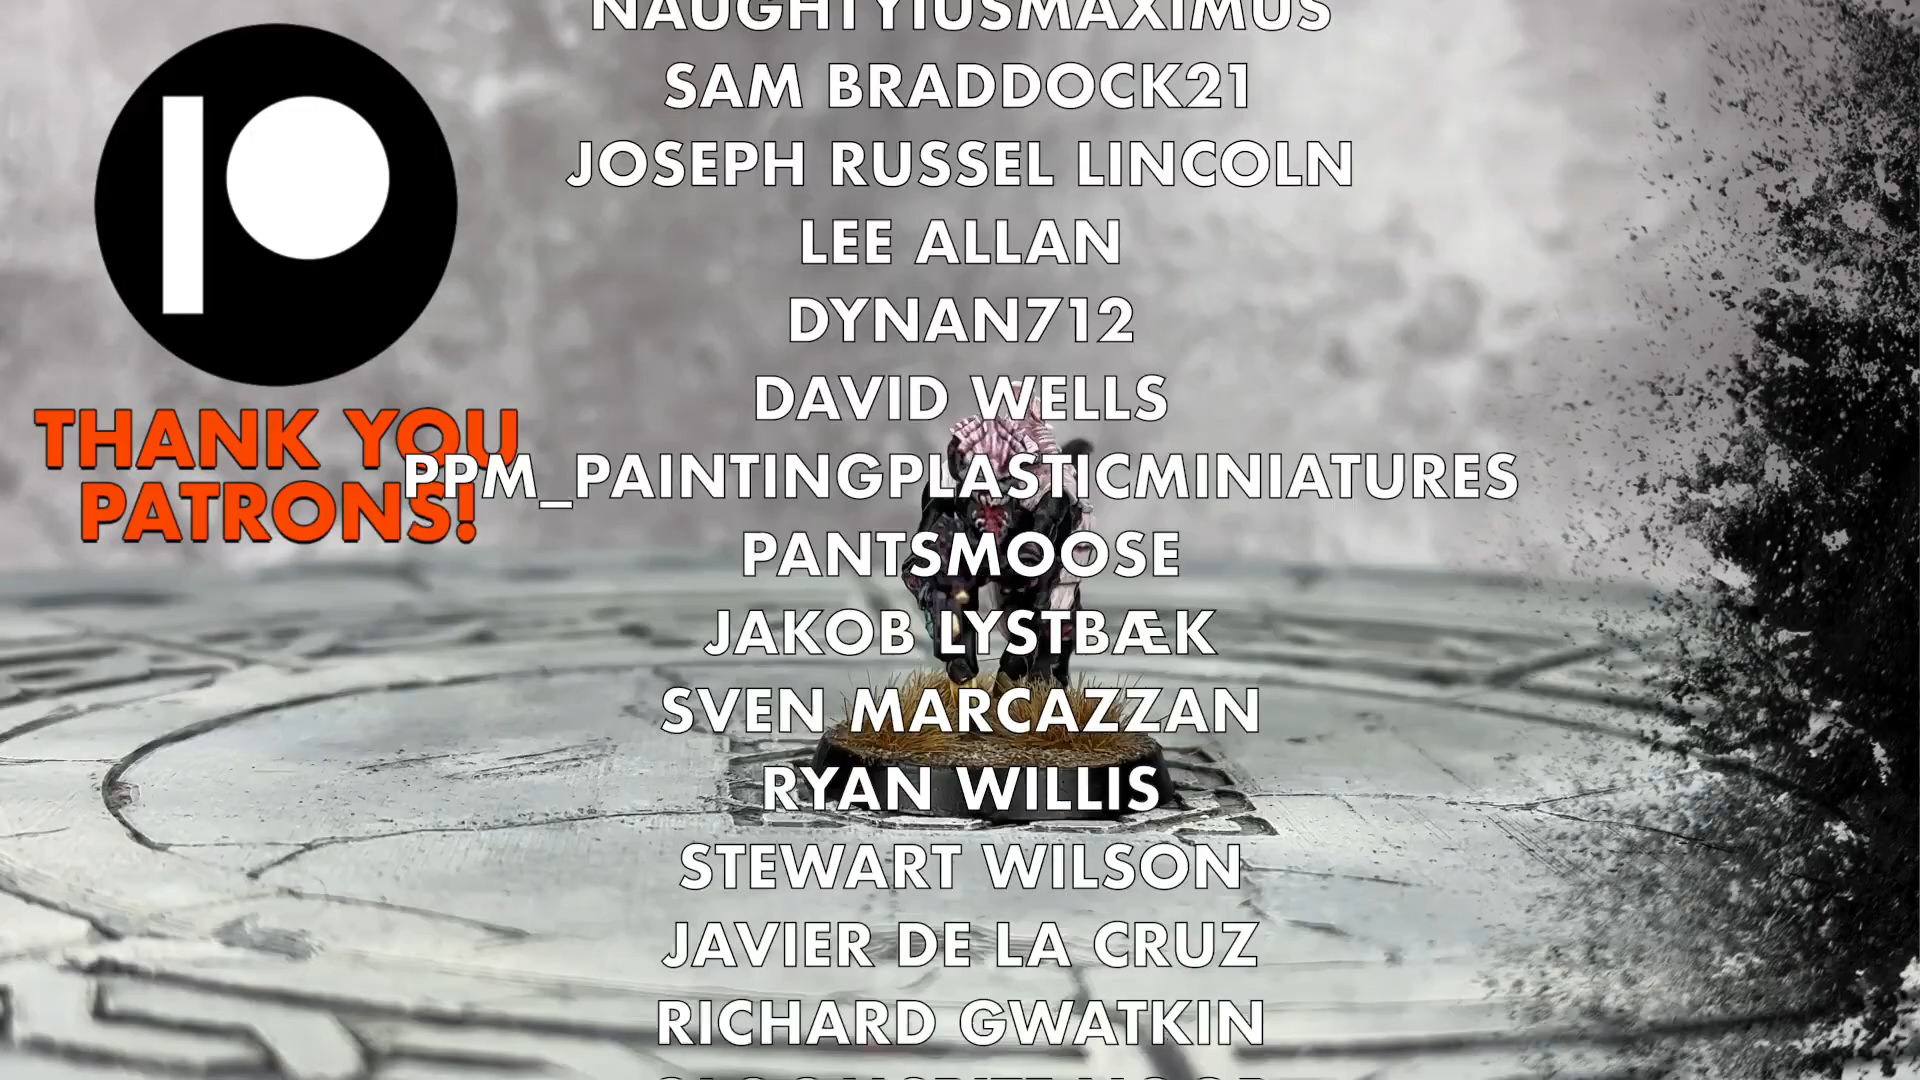 NAUGHTYIUSMAXIMUS
SAM BRADDOCK21
JOSEPH RUSSEL LINCOLN
LEE ALLAN
DYNAN712
DAVID WELLS
THANK YOU
PATRONS!
PPM_PAINTINGPLASTICMINIATURES
PANTSMOOSE
JAKOB LYSTBÆK
SVEN MARCAZZAN
RYAN WILLIS
STEWART WILSON
JAVIER DE LA CRUZ
RICHARD GWATKIN